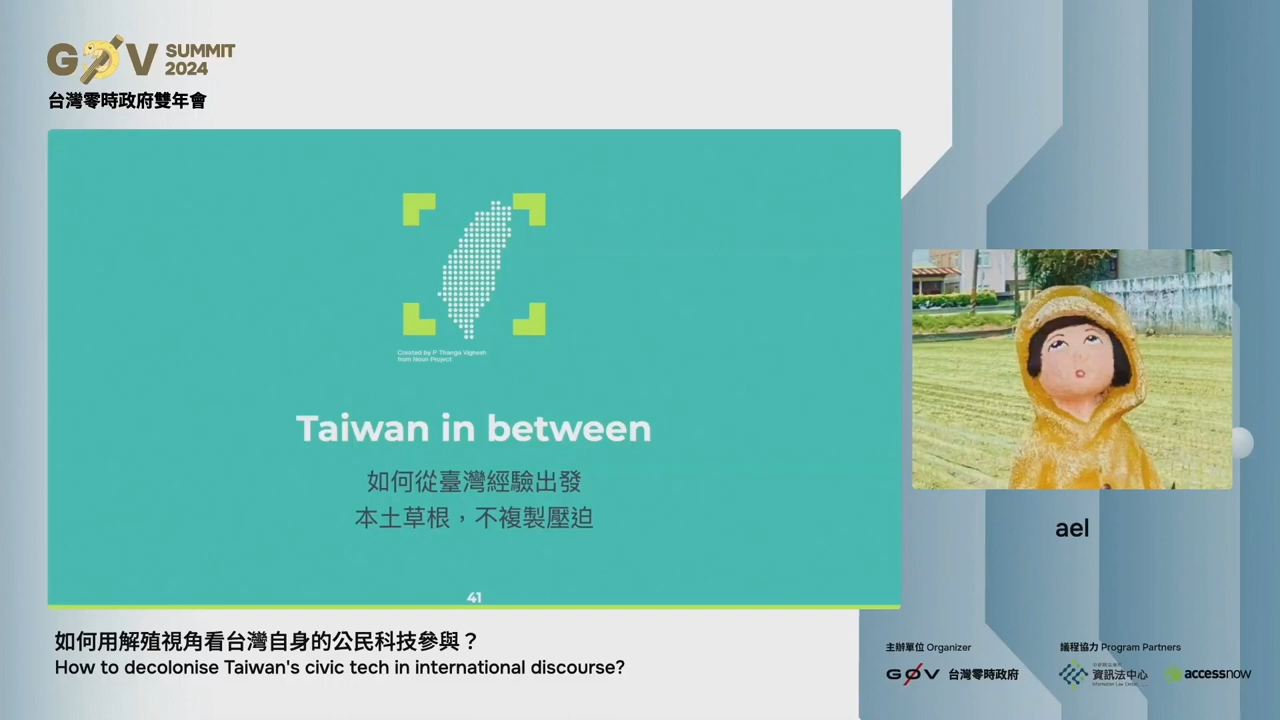 G0V SUMMIT
2024
台灣零時政府雙年會
Created by P Thanga Vignesh
from Noun Project
Taiwan in between
如何從臺灣經驗出發
本土草根，不複製壓迫
41
ael
如何用解殖視角看台灣自身的公民科技參與？
How to decolonise Taiwan's civic tech in international discourse?
主辦單位 Organizer
議程協力 Program Partners
G0V 台灣零時政府
資訊法中心
accessnow